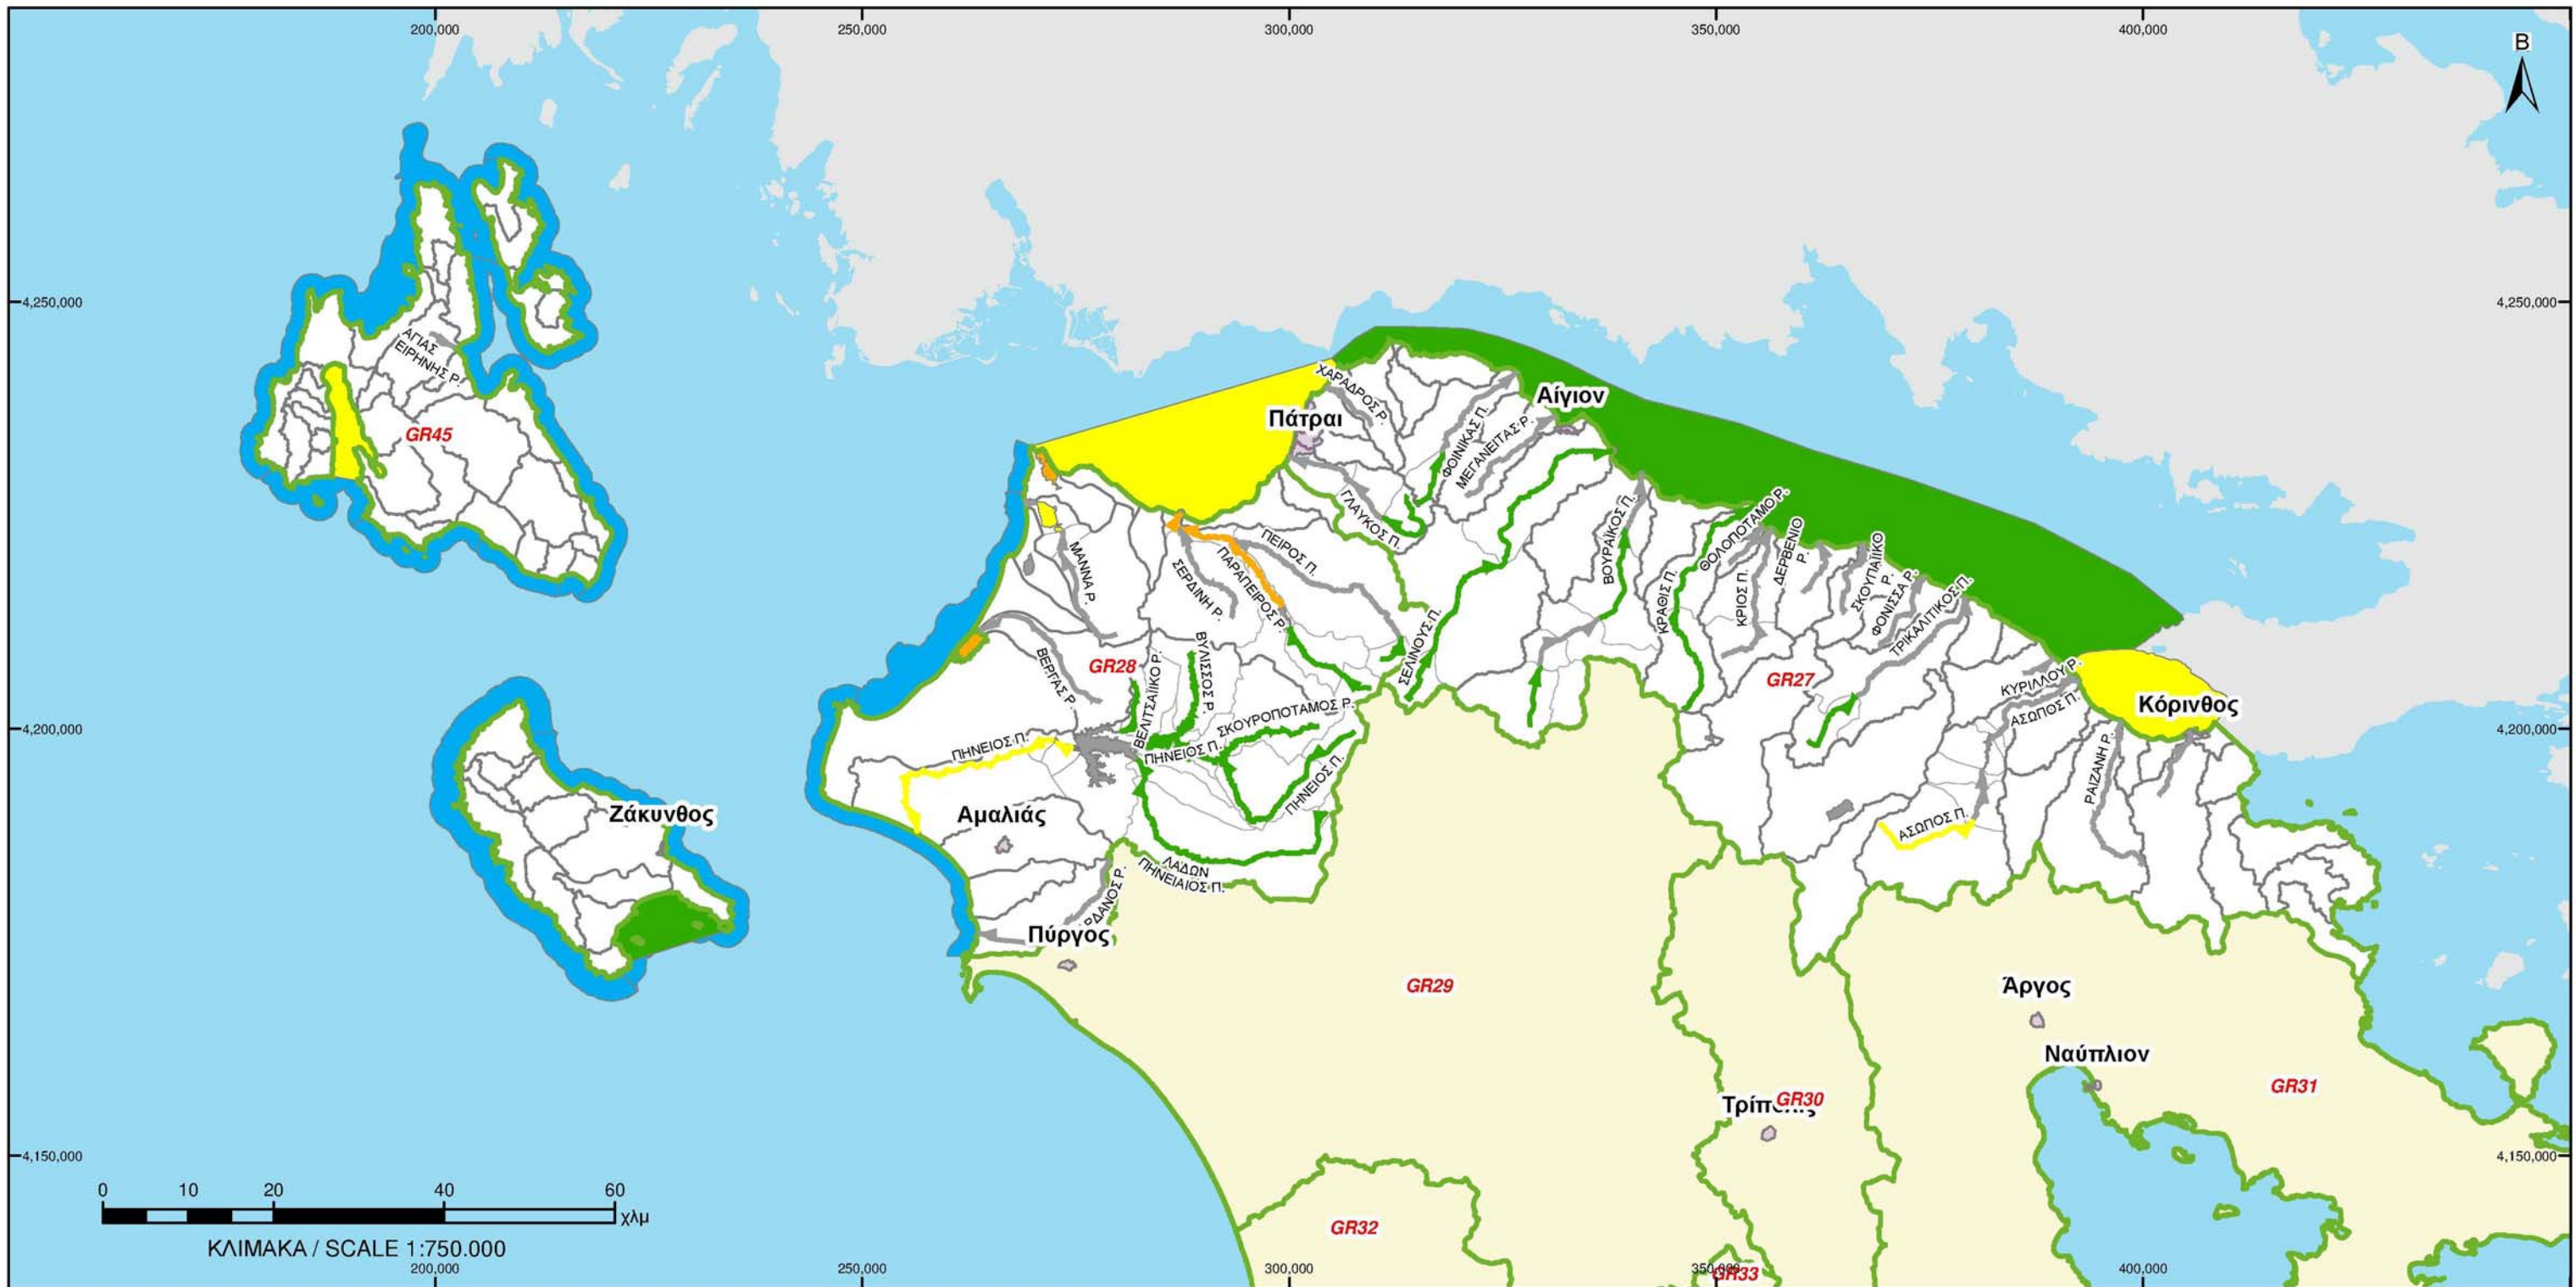 200,000
250,000
300,000
350,000
400,000
Β
4,250,000
4,250,000
ΑΓΙΑΣ
ΕΙΡΗΝΗΣ Ρ.
GR45
ΧΑΡΑΔΡΟΣ Ρ.
Πάτραι
Αίγιον
ΦΟΙΝΙΚΑΣ Π.
ΜΕΓΑΝΕΙΤΑΣ Ρ.
ΓΛΑΥΚΟΣ Π.
ΠΕΙΡΟΣ Π.
ΠΑΡΑΠΕΙΡΟΣ Ρ.
ΣΕΡΔΙΝΗ Ρ.
ΜΑΝΝΑ Ρ.
ΒΕΡΓΑΣ Ρ.
GR28
ΒΕΛΙΤΣΑΙΙΚΟ Ρ.
ΒΥΛΙΣΣΟΣ Ρ.
ΣΕΛΙΝΟΥΣ Π.
ΒΟΥΡΑΪΚΟΣ Π.
ΚΡΑΘΙΣ Π.
ΘΟΛΟΠΟΤΑΜΟ Ρ.
ΚΡΙΟΣ Π.
ΔΕΡΒΕΝΙΟ
Ρ.
ΣΚΟΥΠΑΪΙΚΟ
Ρ.
ΦΟΝΙΣΣΑ Ρ.
ΤΡΙΚΑΛΙΤΙΚΟΣ Π.
GR27
ΚΥΡΙΛΛΟΥ Ρ.
ΑΣΩΠΟΣ Π.
Κόρινθος
4,200,000
4,200,000
ΠΗΝΕΙΟΣ Π.
ΠΗΝΕΙΟΣ Π.
ΣΚΟΥΡΟΠΟΤΑΜΟΣ Ρ.
ΠΗΝΕΙΟΣ Π.
ΡΑΙΖΑΝΗ Ρ.
Ζάκυνθος
Αμαλιάς
ΑΣΩΠΟΣ Π.
ΛΑΔΩΝ
ΠΗΝΕΙΑΙΟΣ Π.
ΡΔΑΝΟΣ Ρ.
Πύργος
GR29
Άργος
Ναύπλιον
GR31
GR30
4,150,000
4,150,000
0 10 20 40 60
χλμ
ΚΛΙΜΑΚΑ / SCALE 1:750.000
GR32
GR33
200,000
250,000
300,000
400,000